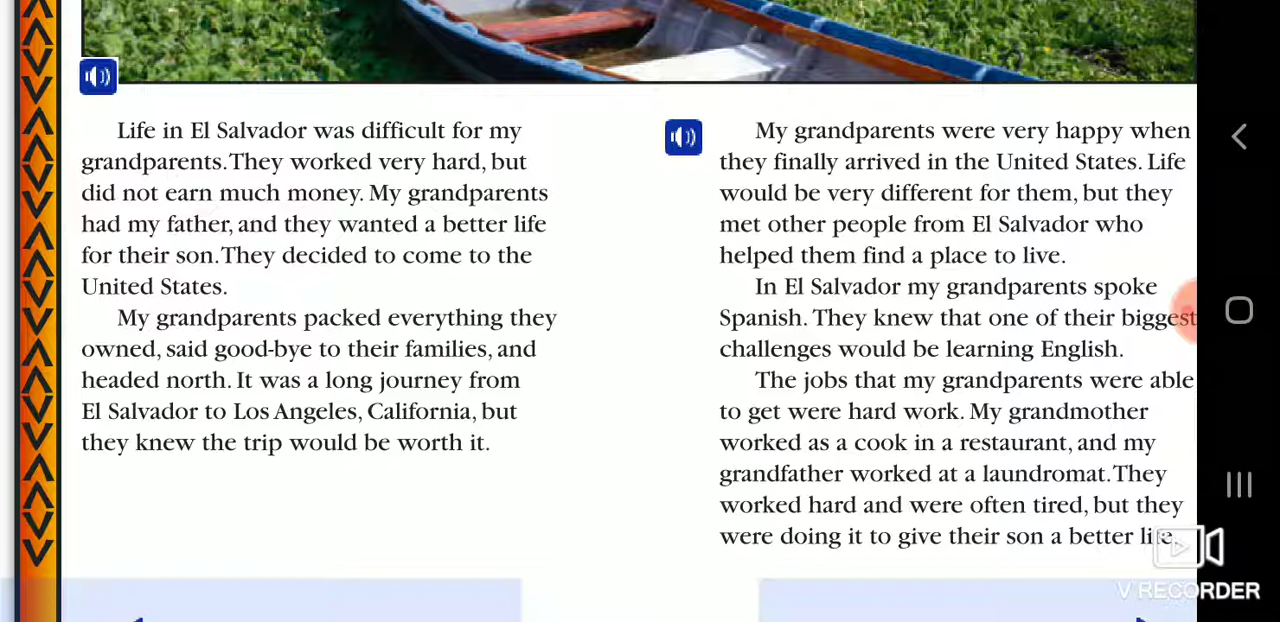 Life in El Salvador was difficult for my
grandparents. They worked very hard, but
did not earn much money. My grandparents
had my father, and they wanted a better life
for their son. They decided to come to the
United States.
My grandparents packed everything they
owned, said good-bye to their families, and
headed north. It was a long journey from
El Salvador to Los Angeles, California, but
they knew the trip would be worth it.
My grandparents were very happy when
they finally arrived in the United States. Life
would be very different for them, but they
met other people from El Salvador who
helped them find a place to live.
In El Salvador my grandparents spoke
Spanish. They knew that one of their biggest
challenges would be learning English.
The jobs that my grandparents were able
to get were hard work. My grandmother
worked as a cook in a restaurant, and my
grandfather worked at a laundromat. They
worked hard and were often tired, but they
were doing it to give their son a better life.
V RECORDER